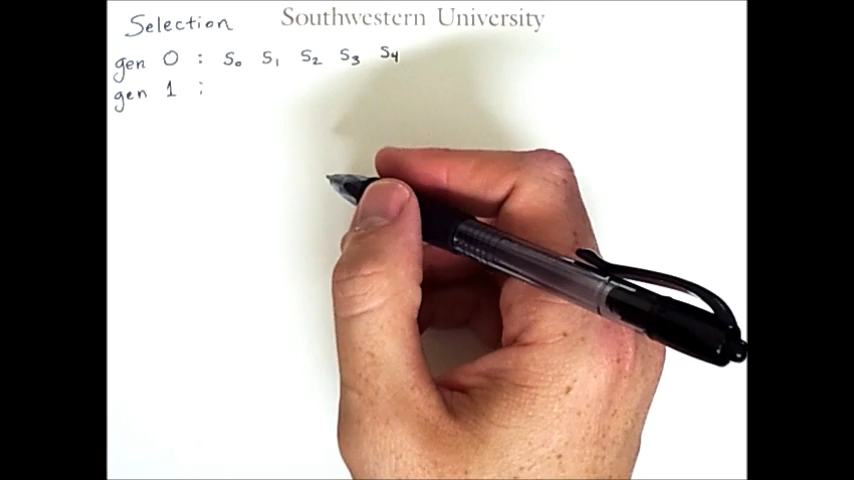 Selection Southwestern University
gen 0 : S₀ S₁ S₂ S₃ S₄
gen 1 :